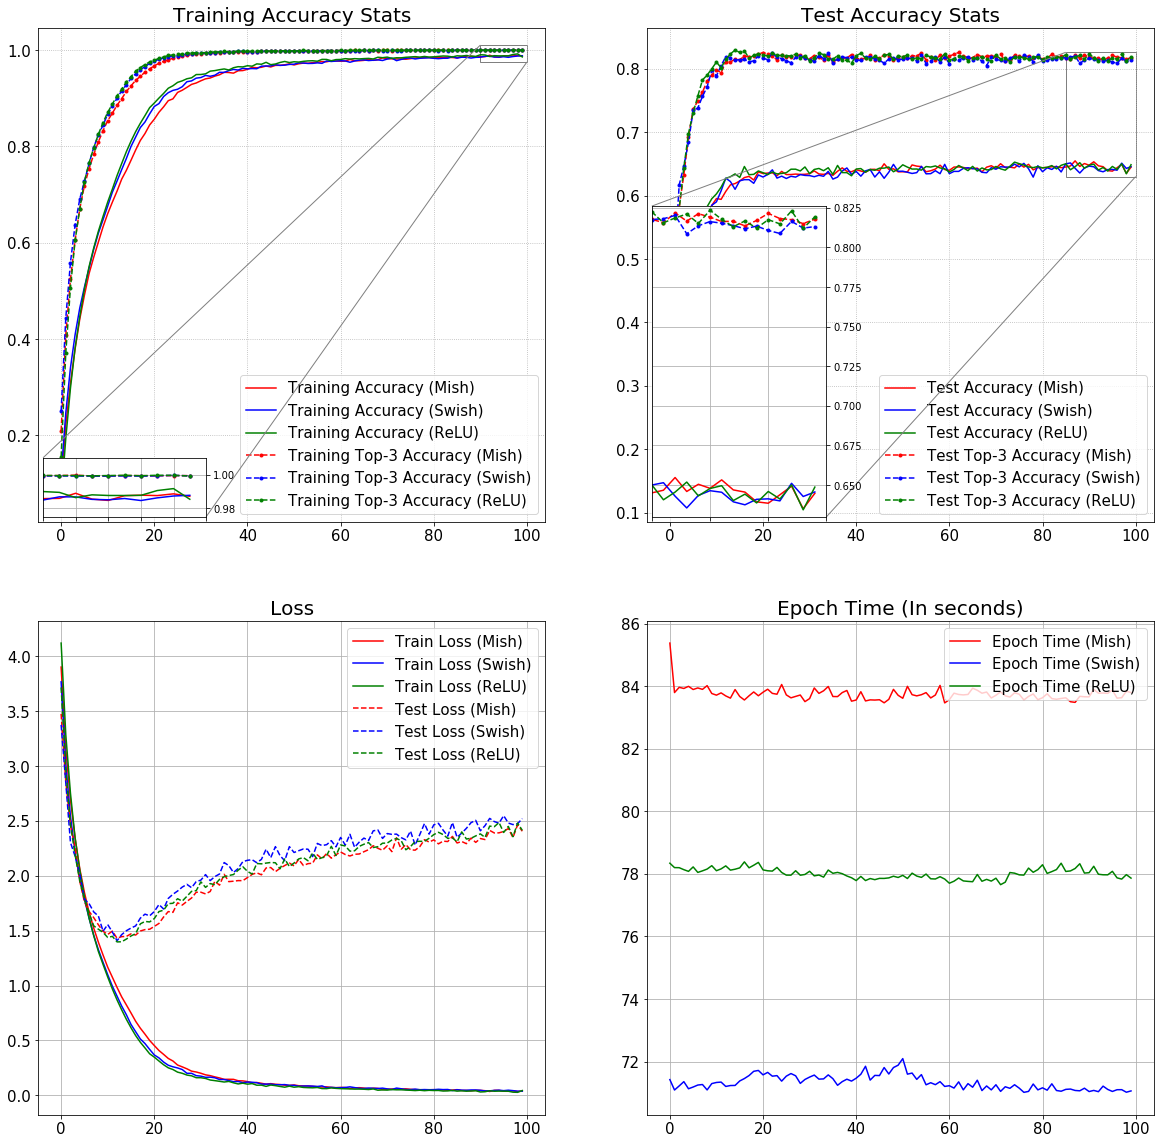 Training Accuracy Stats
1.0
0.8
0.6
0.4
0.2
1.00
0.98
Training Accuracy (Mish)
Training Accuracy (Swish)
Training Accuracy (ReLU)
Training Top-3 Accuracy (Mish)
Training Top-3 Accuracy (Swish)
Training Top-3 Accuracy (ReLU)
0 20 40 60 80 100
Test Accuracy Stats
0.8
0.7
0.6
0.5
0.4
0.3
0.2
0.1
0.825
0.800
0.775
0.750
0.725
0.700
0.675
0.650
Test Accuracy (Mish)
Test Accuracy (Swish)
Test Accuracy (ReLU)
Test Top-3 Accuracy (Mish)
Test Top-3 Accuracy (Swish)
Test Top-3 Accuracy (ReLU)
0 20 40 60 80 100
Loss
4.0
3.5
3.0
2.5
2.0
1.5
1.0
0.5
0.0
Train Loss (Mish)
Train Loss (Swish)
Train Loss (ReLU)
Test Loss (Mish)
Test Loss (Swish)
Test Loss (ReLU)
0 20 40 60 80 100
Epoch Time (In seconds)
86
84
82
80
78
76
74
72
Epoch Time (Mish)
Epoch Time (Swish)
Epoch Time (ReLU)
0 20 40 60 80 100